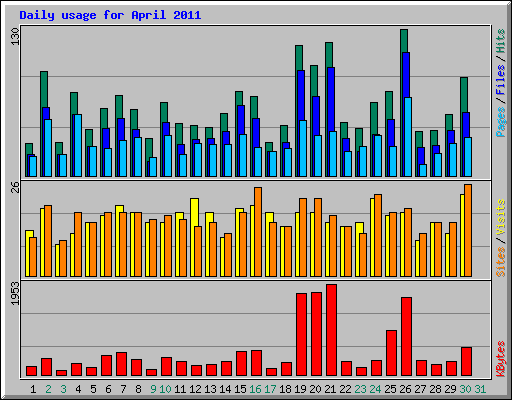 Daily usage for April 2011
130
Pages / Files / Hits
26
Sites / Visits
1953
KBytes
1 2 3 4 5 6 7 8 9 10 11 12 13 14 15 16 17 18 19 20 21 22 23 24 25 26 27 28 29 30 31